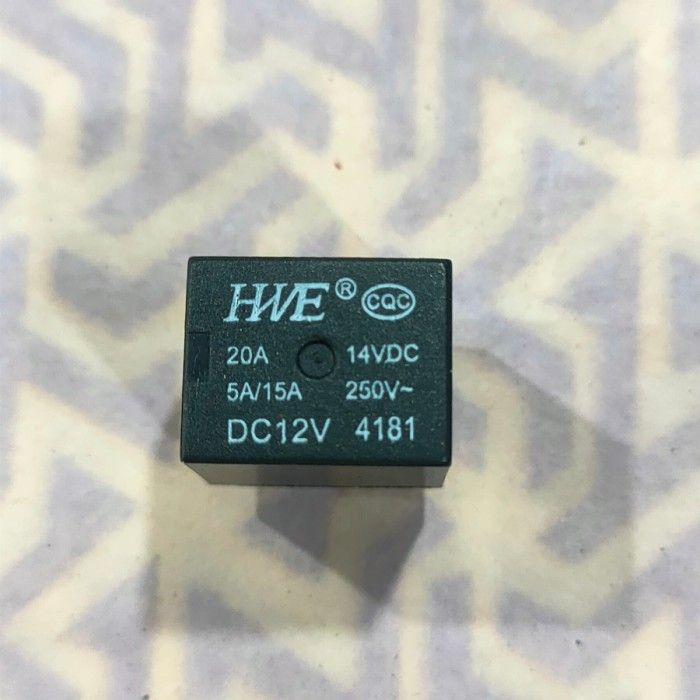 HWE® CQC
20A 14VDC
5A/15A 250V~
DC12V 4181